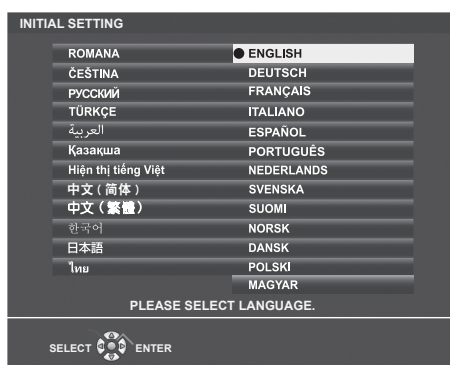 INITIAL SETTING
ROMANA
ENGLISH
ČEŠTINA
DEUTSCH
РУССКИЙ
FRANÇAIS
TÜRKÇE
ITALIANO
العربية
ESPAÑOL
Қазақша
PORTUGUÊS
Hiện thị tiếng Việt
NEDERLANDS
中文 ( 简体 )
SVENSKA
中文 ( 繁體 )
SUOMI
한국어
NORSK
日本語
DANSK
ไทย
POLSKI
MAGYAR
PLEASE SELECT LANGUAGE.
SELECT ENTER